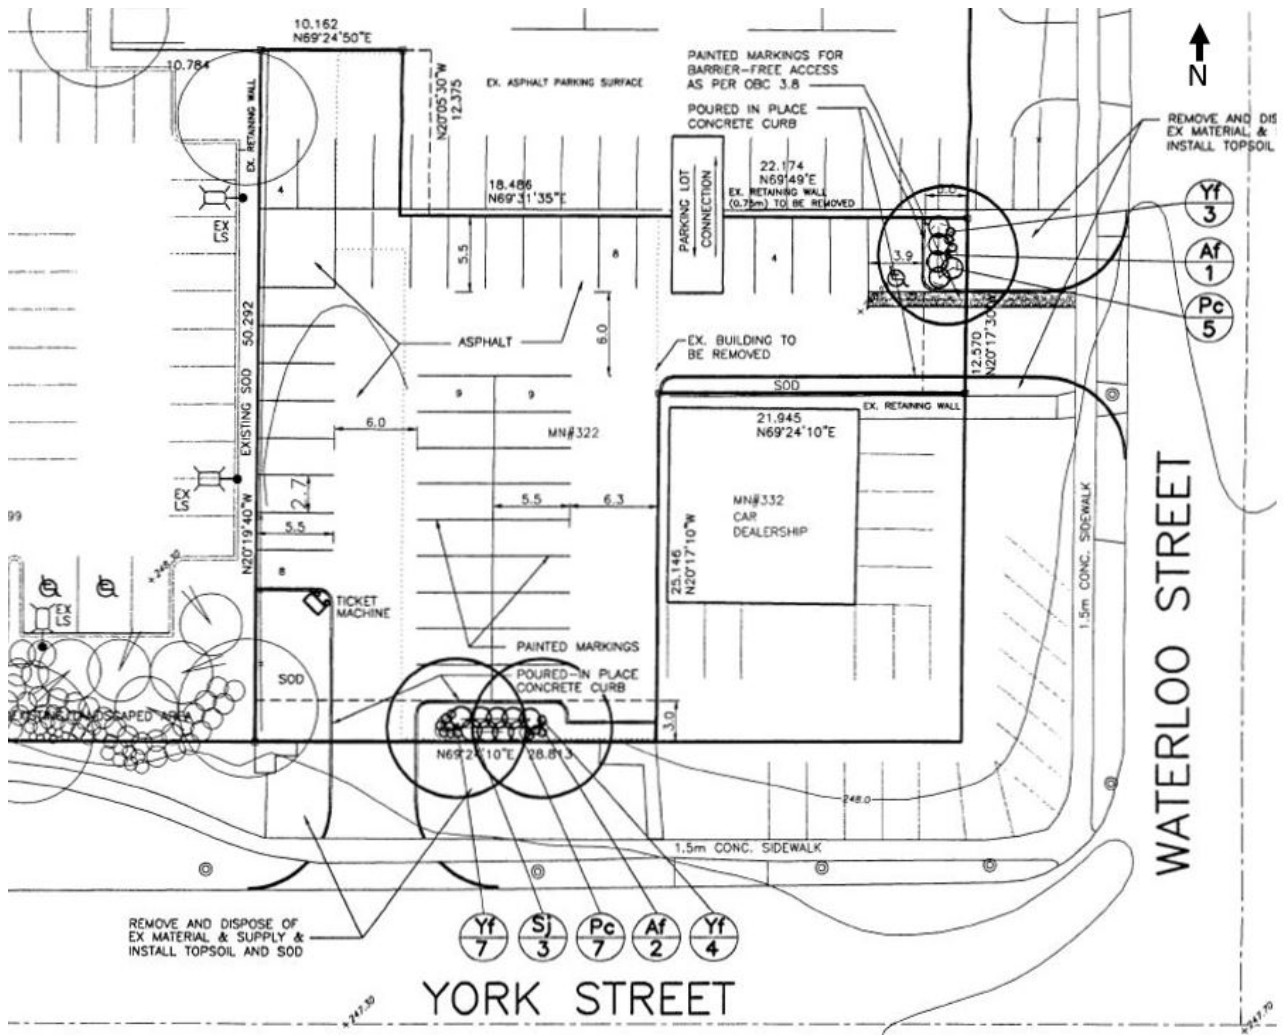 10.162
N69°24'50"E
10.784
EX. RETAINING WALL
N20°05'30"W
12.375
EX. ASPHALT PARKING SURFACE
PAINTED MARKINGS FOR
BARRIER-FREE ACCESS
AS PER OBC 3.8
POURED IN PLACE
CONCRETE CURB
N
REMOVE AND DIS
EX MATERIAL &
INSTALL TOPSOIL
4
18.486
N69°31'35"E
PARKING LOT
CONNECTION
22.174
N69°49'E
EX. RETAINING WALL
(0.75m) TO BE REMOVED
3.0
Yf
3
Af
1
Pc
5
EX
LS
5.5
8
4
3.9
6.0
ASPHALT
EX. BUILDING TO
BE REMOVED
12.570
N20°17'30"W
50.292
EXISTING SOD
N20°19'40"W
SOD
9
9
EX. RETAINING WALL
6.0
MN#322
21.945
N69°24'10"E
EX
LS
2.7
5.5
5.5
6.3
MN#332
CAR
DEALERSHIP
25.146
N20°17'10"W
1.5m CONC. SIDEWALK
WATERLOO STREET
99
248.30
8
EX
LS
TICKET
MACHINE
PAINTED MARKINGS
SOD
POURED-IN PLACE
CONCRETE CURB
3.0
N69°24'10"E 28.813
248.0
1.5m CONC. SIDEWALK
REMOVE AND DISPOSE OF
EX MATERIAL & SUPPLY &
INSTALL TOPSOIL AND SOD
Yf
7
Sj
3
Pc
7
Af
2
Yf
4
YORK STREET
247.50
247.70